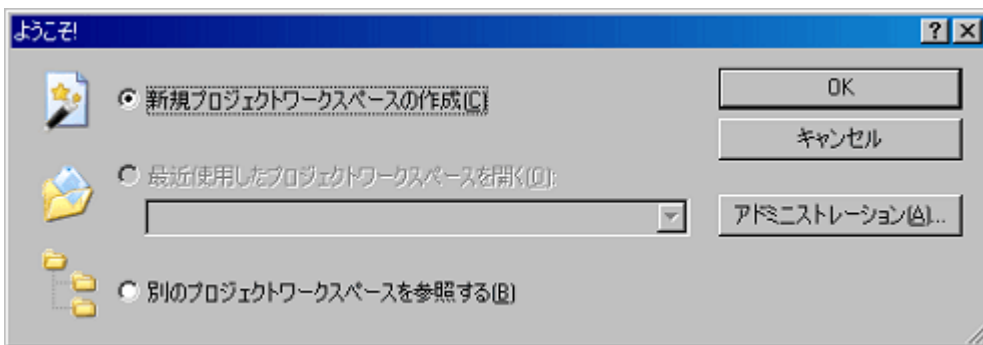 ようこそ!
新規プロジェクトワークスペースの作成(C)
OK
キャンセル
最近使用したプロジェクトワークスペースを開く(O):
アドミニストレーション(A)...
別のプロジェクトワークスペースを参照する(B)